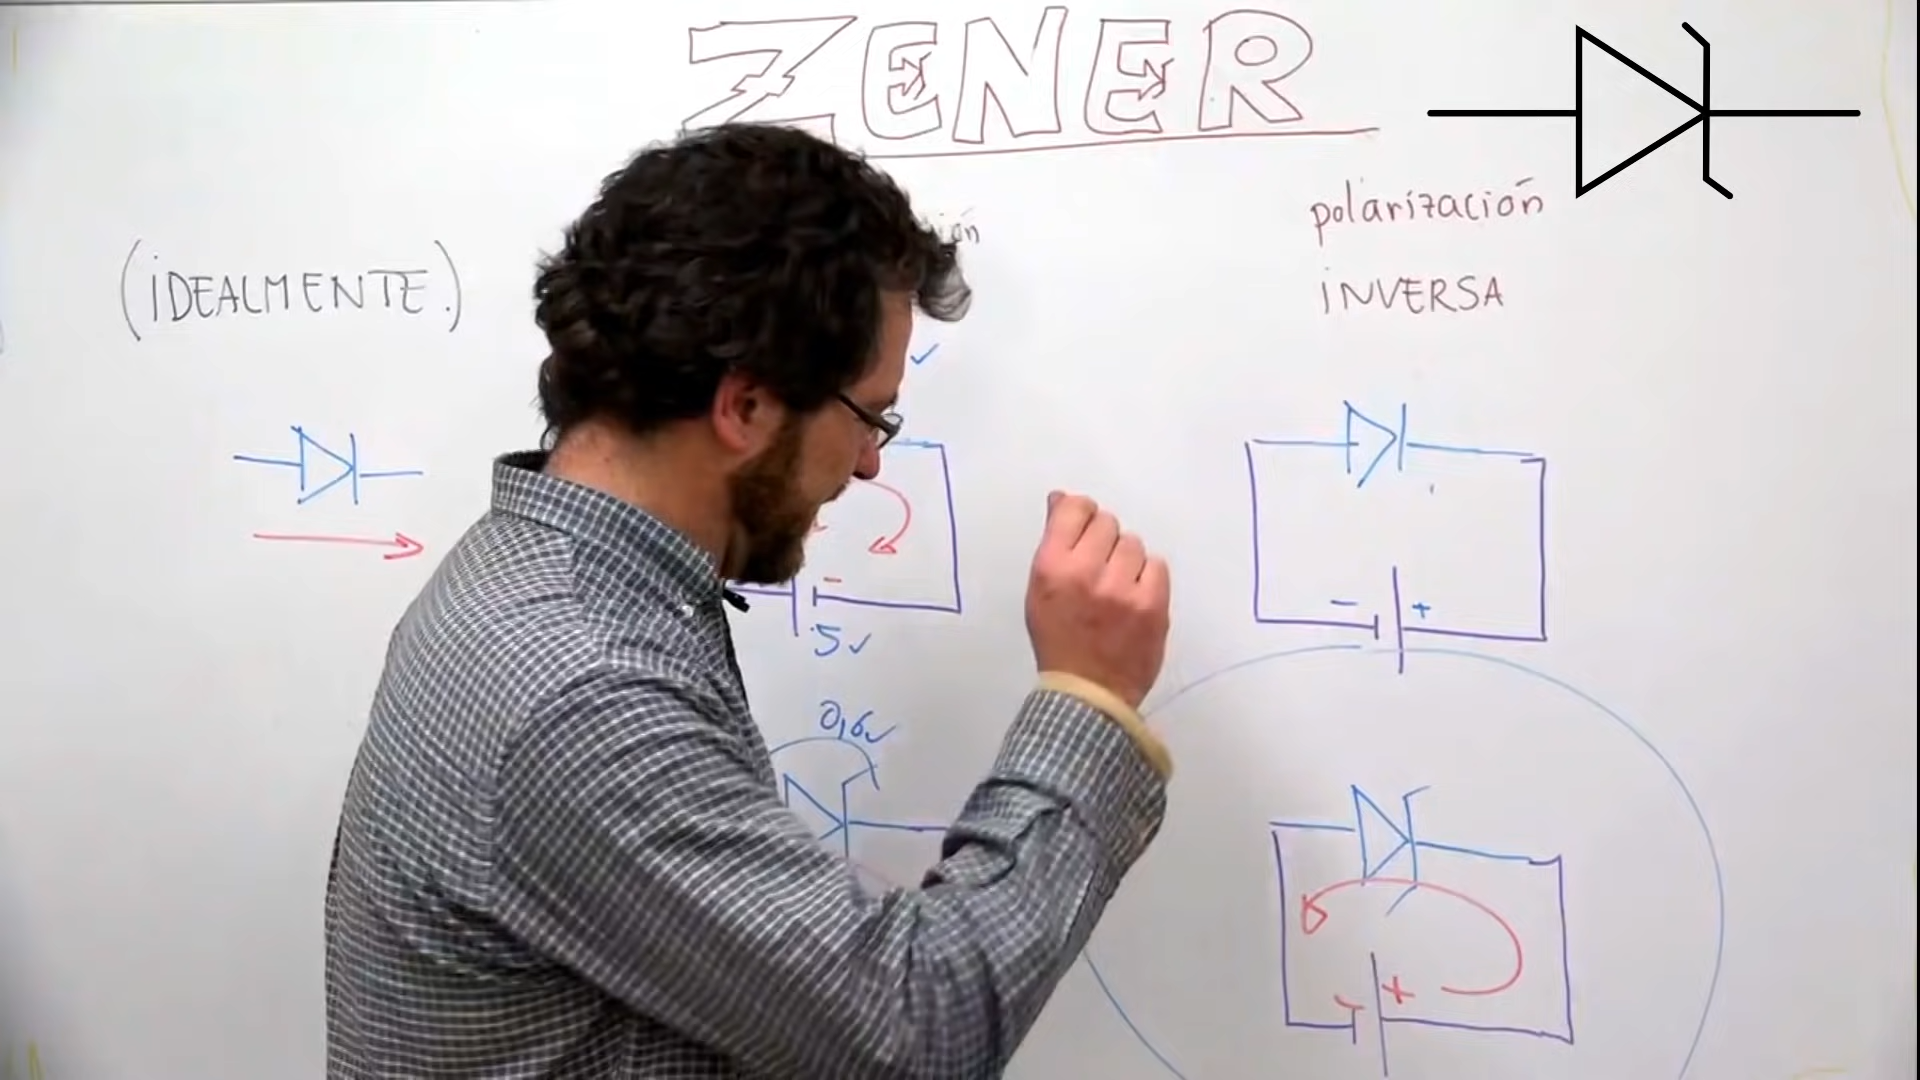 ZENER
polarización
INVERSA
(IDEALMENTE.)
- +
-
5v
0,6v
- +